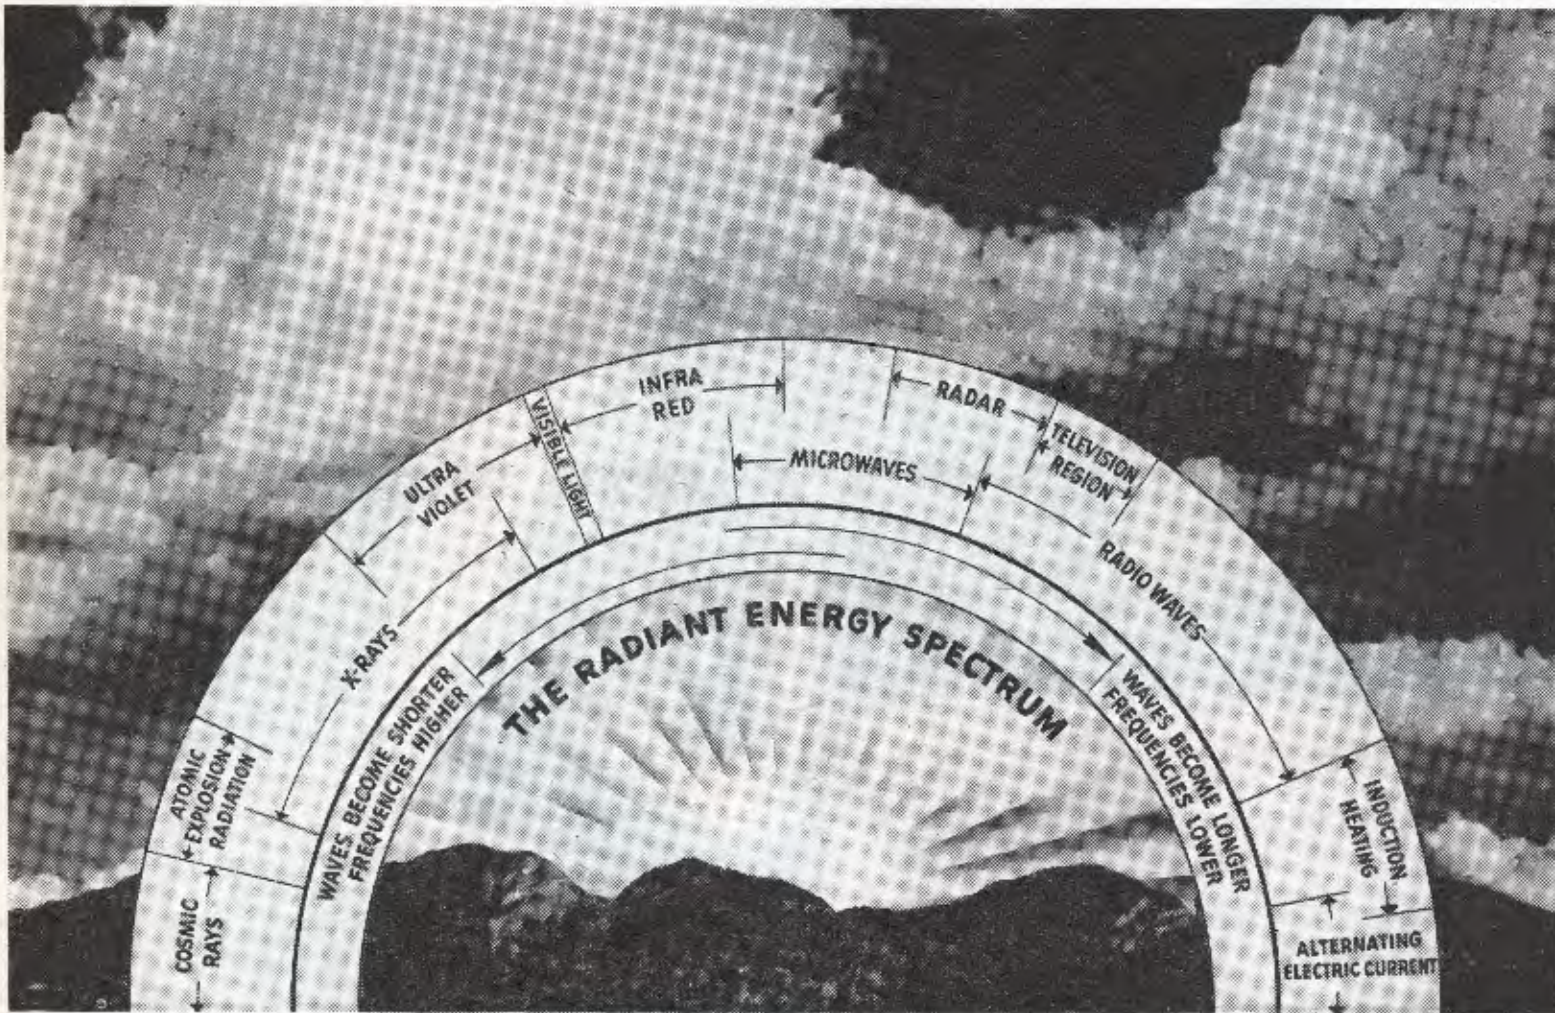 COSMIC
RAYS
ATOMIC
EXPLOSION
RADIATION
X-RAYS
ULTRA
VIOLET
VISIBLE LIGHT
INFRA
RED
MICROWAVES
RADAR
TELEVISION
REGION
RADIO WAVES
INDUCTION
HEATING
ALTERNATING
ELECTRIC CURRENT
WAVES BECOME SHORTER
FREQUENCIES HIGHER
WAVES BECOME LONGER
FREQUENCIES LOWER
THE RADIANT ENERGY SPECTRUM